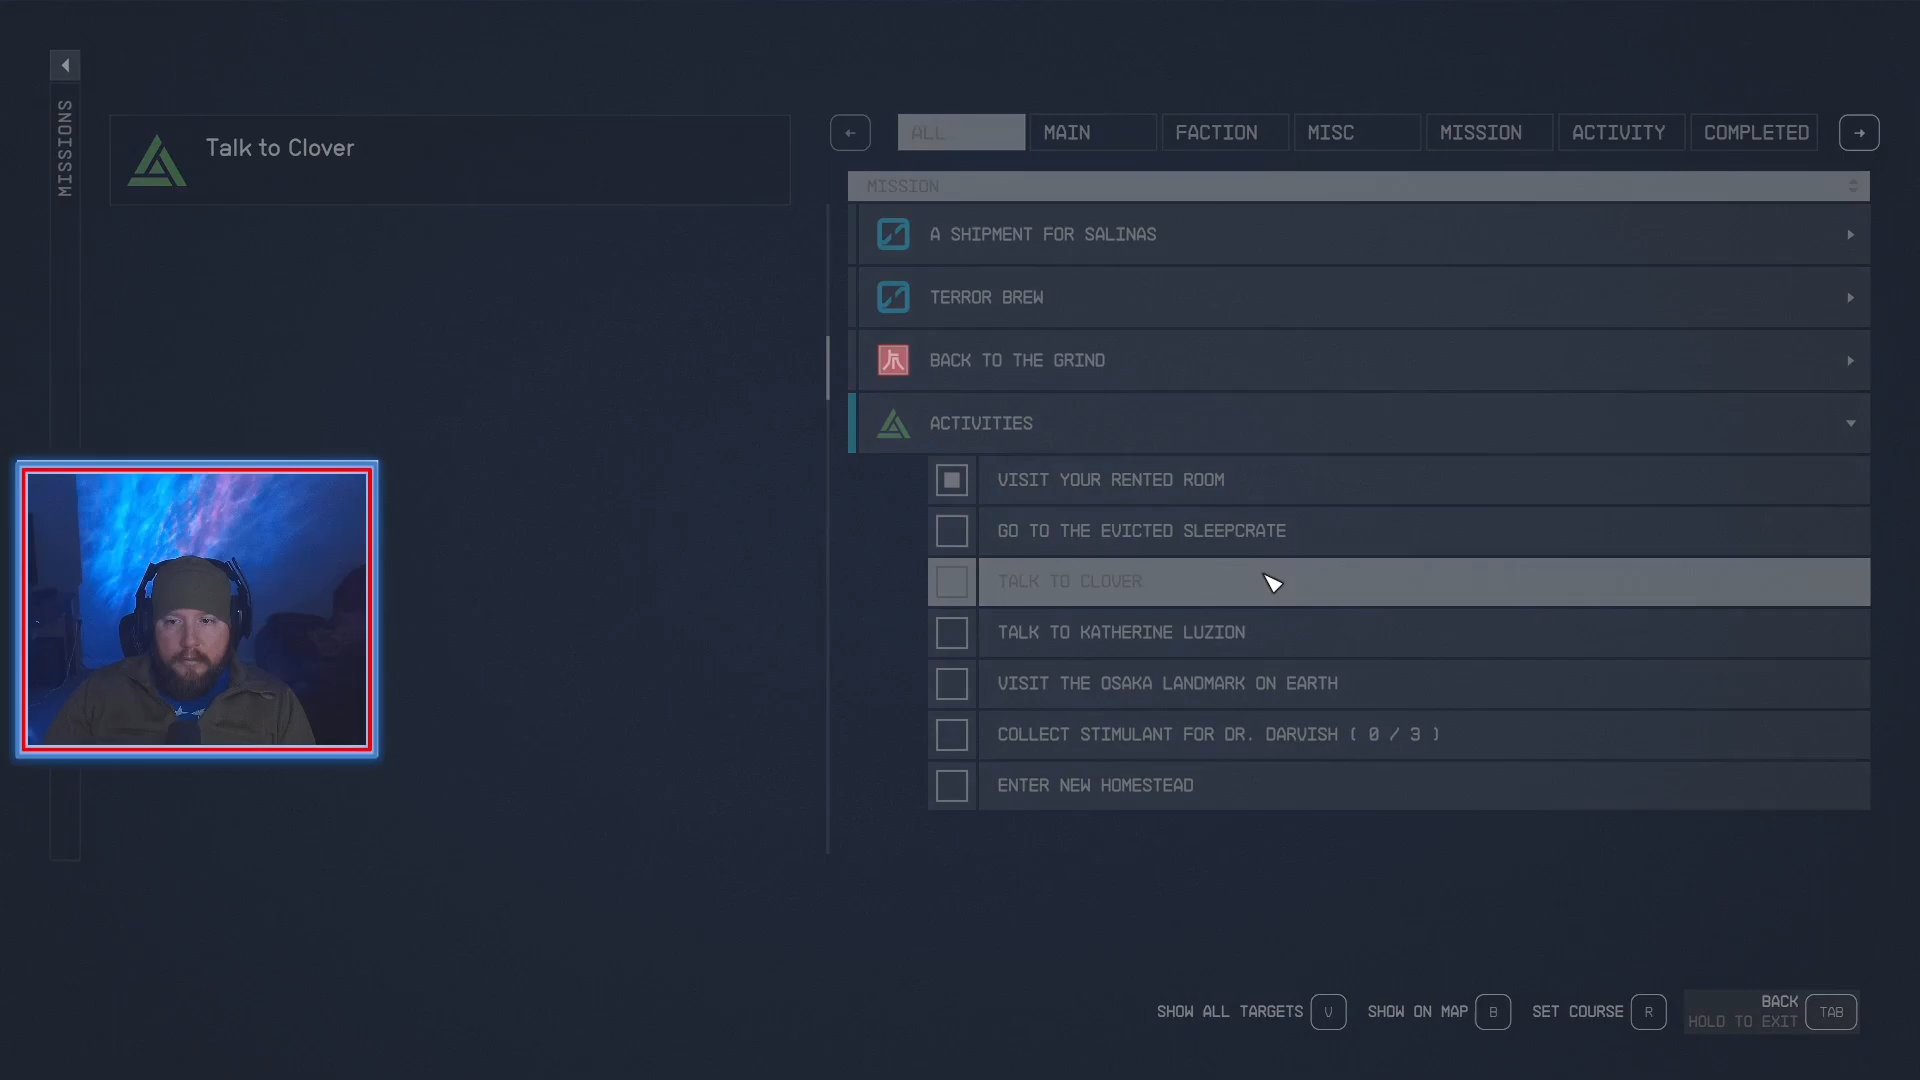 MISSIONS
Talk to Clover
ALL
MAIN
FACTION
MISC
MISSION
ACTIVITY
COMPLETED
MISSION
A SHIPMENT FOR SALINAS
TERROR BREW
BACK TO THE GRIND
ACTIVITIES
VISIT YOUR RENTED ROOM
GO TO THE EVICTED SLEEPCRATE
TALK TO CLOVER
TALK TO KATHERINE LUZION
VISIT THE OSAKA LANDMARK ON EARTH
COLLECT STIMULANT FOR DR. DARVISH ( 0 / 3 )
ENTER NEW HOMESTEAD
SHOW ALL TARGETS V
SHOW ON MAP B
SET COURSE R
BACK
HOLD TO EXIT
TAB